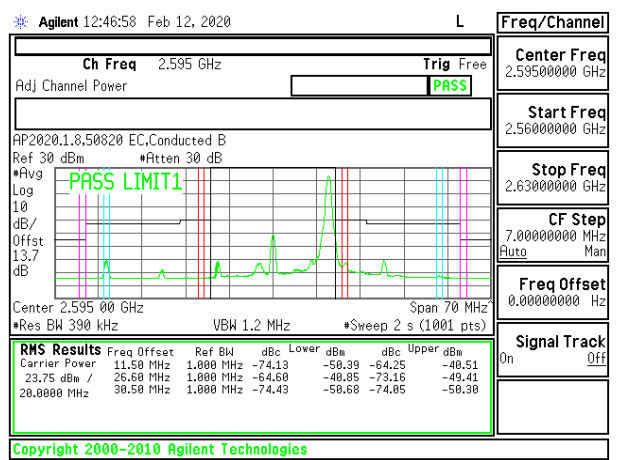 Agilent 12:46:58 Feb 12, 2020 L
Freq/Channel
Ch Freq 2.595 GHz Trig Free
Adj Channel Power PASS
Center Freq
2.59500000 GHz
Start Freq
2.56000000 GHz
Stop Freq
2.63000000 GHz
CF Step
7.00000000 MHz
Auto Man
Freq Offset
0.00000000 Hz
Signal Track
On Off
AP2020.1.8,50820 EC,Conducted B
Ref 30 dBm #Atten 30 dB
#Avg
Log
10
dB/
Offst
13.7
dB
PASS LIMIT1
Center 2.595 00 GHz Span 70 MHz^
#Res BW 390 kHz VBW 1.2 MHz #Sweep 2 s (1001 pts)
RMS Results Freq Offset Ref BW dBc Lower dBm dBc Upper dBm
Carrier Power 11.50 MHz 1.000 MHz -74.13 -50.39 -64.25 -40.51
23.75 dBm / 26.60 MHz 1.000 MHz -64.60 -40.85 -73.16 -49.41
20.0000 MHz 30.50 MHz 1.000 MHz -74.43 -50.68 -74.05 -50.30
Copyright 2000-2010 Agilent Technologies